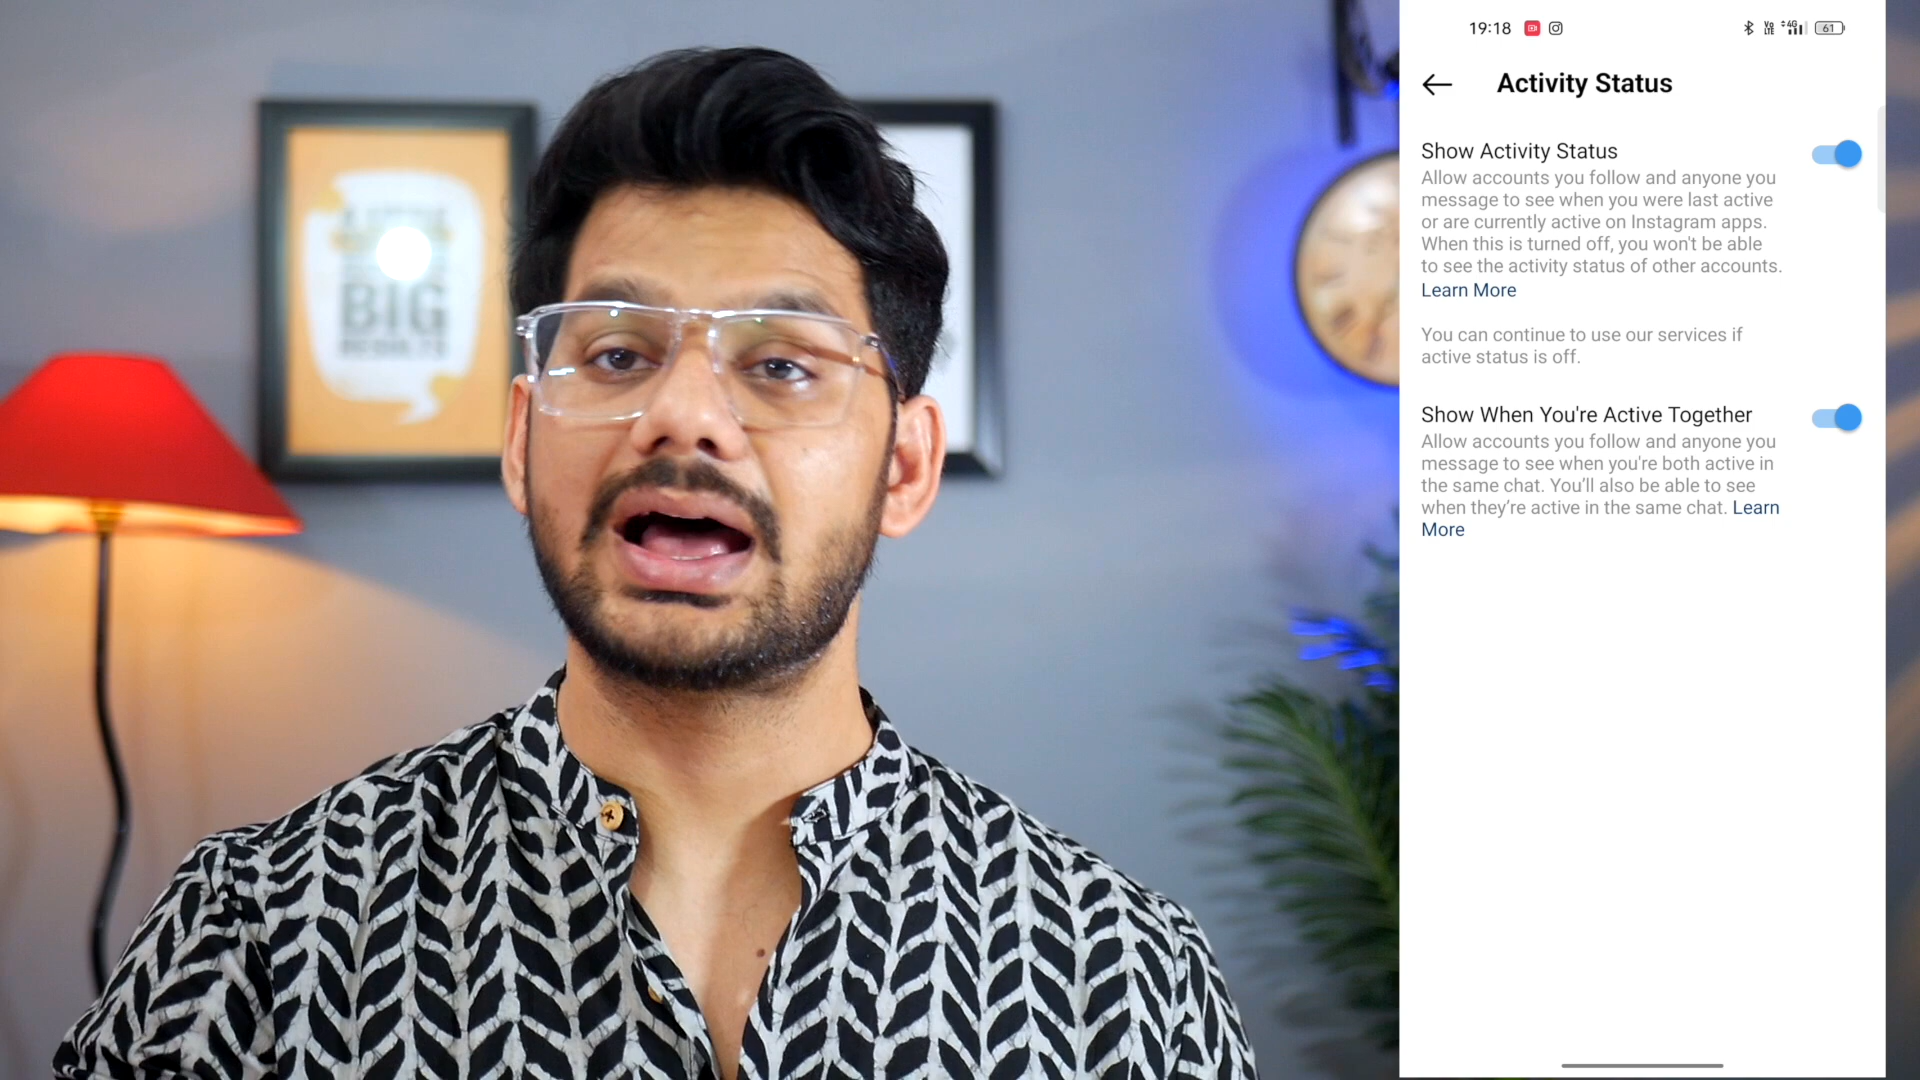 BIG
RESULTS
19:18
61
Activity Status
Show Activity Status
Allow accounts you follow and anyone you
message to see when you were last active
or are currently active on Instagram apps.
When this is turned off, you won't be able
to see the activity status of other accounts.
Learn More
You can continue to use our services if
active status is off.
Show When You're Active Together
Allow accounts you follow and anyone you
message to see when you're both active in
the same chat. You'll also be able to see
when they're active in the same chat. Learn
More